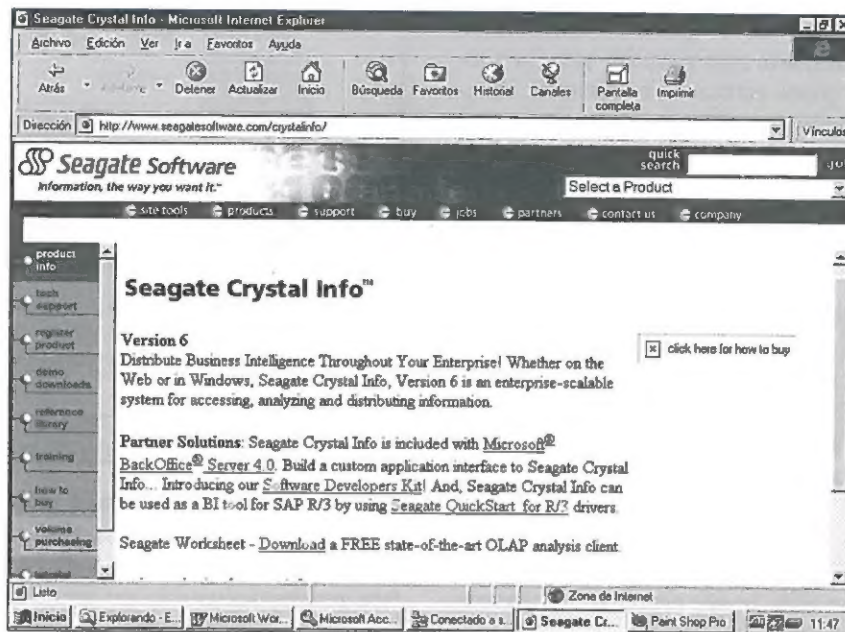 Seagate Crystal Info - Microsoft Internet Explorer
Archivo Edición Ver Ir a Favoritos Ayuda
Atrás Detener Actualizar Inicio Búsqueda Favoritos Historial Canales Pantalla completa Imprimir
Dirección http://www.seagatesoftware.com/crystalinfo/ Vínculos
Seagate Software
Information, the way you want it.™
quick search
Select a Product
site tools products support buy jobs partners contact us company
product info
tech support
register product
demo downloads
reference library
training
how to buy
volume purchasing
Seagate Crystal Info™
Version 6
Distribute Business Intelligence Throughout Your Enterprise! Whether on the
Web or in Windows, Seagate Crystal Info, Version 6 is an enterprise-scalable
system for accessing, analyzing and distributing information.
click here for how to buy
Partner Solutions: Seagate Crystal Info is included with Microsoft®
BackOffice® Server 4.0. Build a custom application interface to Seagate Crystal
Info... Introducing our Software Developers Kit! And, Seagate Crystal Info can
be used as a BI tool for SAP R/3 by using Seagate QuickStart for R/3 drivers.
Seagate Worksheet - Download a FREE state-of-the-art OLAP analysis client.
Listo Zona de Internet
Inicio Explorando - E... Microsoft Wor... Microsoft Acc... Conectado a s... Seagate Cr... Paint Shop Pro 11:47